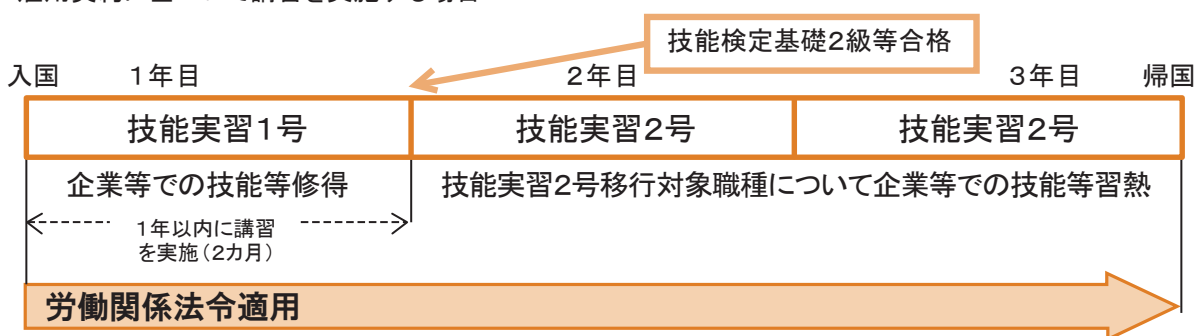 技能検定基礎2級等合格
入国 1年目 2年目 3年目 帰国
技能実習1号 技能実習2号 技能実習2号
企業等での技能等修得 技能実習2号移行対象職種について企業等での技能等習熟
1年以内に講習
を実施(2カ月)
労働関係法令適用